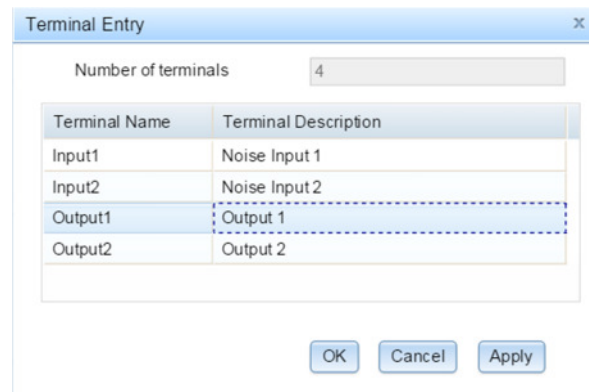 Terminal Entry x
Number of terminals 4
Terminal Name Terminal Description
Input1 Noise Input 1
Input2 Noise Input 2
Output1 Output 1
Output2 Output 2
OK Cancel Apply